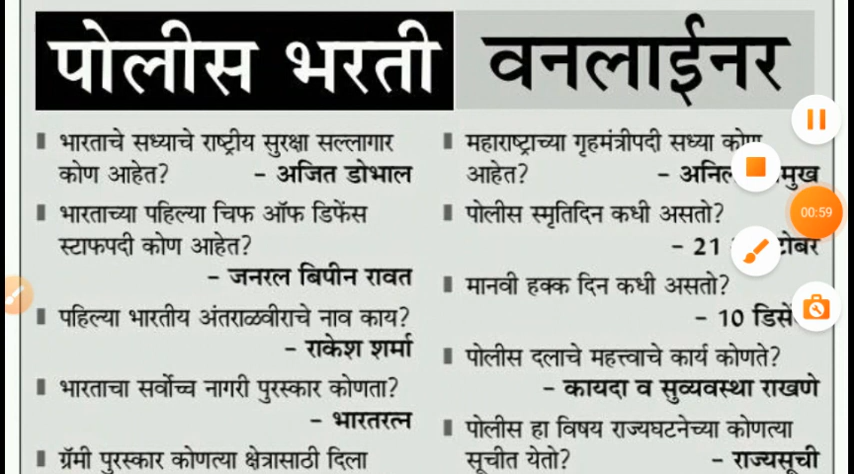 पोलीस भरती वनलाईनर
भारताचे सध्याचे राष्ट्रीय सुरक्षा सल्लागार
कोण आहेत? - अजित डोभाल
भारताच्या पहिल्या चिफ ऑफ डिफेंस
स्टाफपदी कोण आहेत?
- जनरल बिपीन रावत
पहिल्या भारतीय अंतराळवीराचे नाव काय?
- राकेश शर्मा
भारताचा सर्वोच्च नागरी पुरस्कार कोणता?
- भारतरत्न
ग्रॅमी पुरस्कार कोणत्या क्षेत्रासाठी दिला
महाराष्ट्राच्या गृहमंत्रीपदी सध्या कोण
आहेत?
पोलीस स्मृतिदिन कधी असतो?
- 21
मानवी हक्क दिन कधी असतो?
- 10
पोलीस दलाचे महत्त्वाचे कार्य कोणते?
- कायदा व सुव्यवस्था राखणे
पोलीस हा विषय राज्यघटनेच्या कोणत्या
सूचीत येतो? - राज्यसूची
00:59